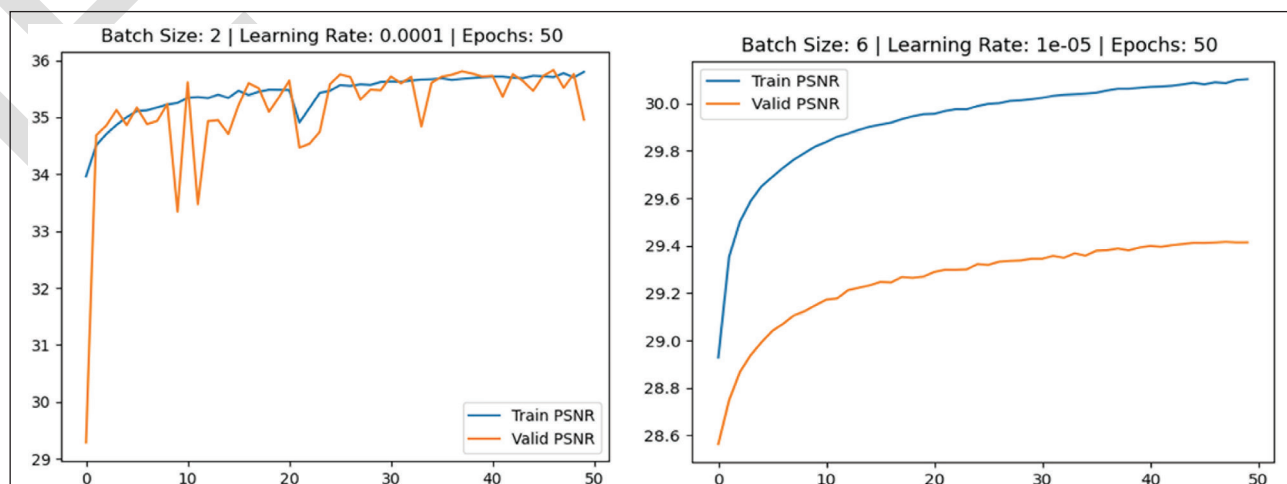 Batch Size: 2 | Learning Rate: 0.0001 | Epochs: 50
36
35
34
33
32
31
30
29
0 10 20 30 40 50
Train PSNR
Valid PSNR
Batch Size: 6 | Learning Rate: 1e-05 | Epochs: 50
Train PSNR
Valid PSNR
30.0
29.8
29.6
29.4
29.2
29.0
28.8
28.6
0 10 20 30 40 50